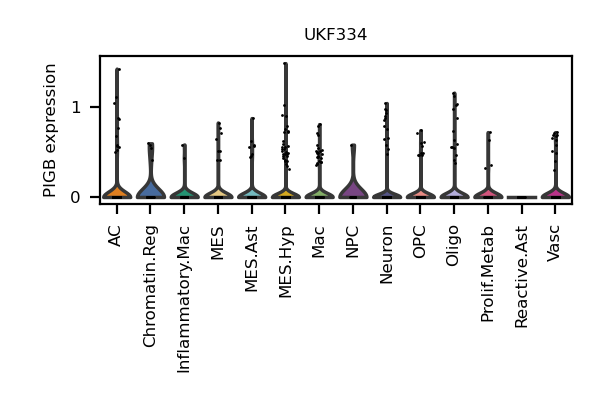 UKF334
PIGB expression
1
0
AC
Chromatin.Reg
Inflammatory.Mac
MES
MES.Ast
MES.Hyp
Mac
NPC
Neuron
OPC
Oligo
Prolif.Metab
Reactive.Ast
Vasc